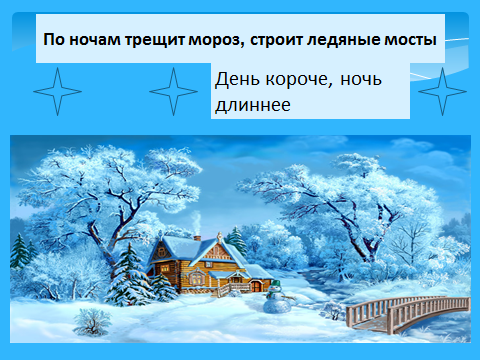 По ночам трещит мороз, строит ледяные мосты
День короче, ночь
длиннее